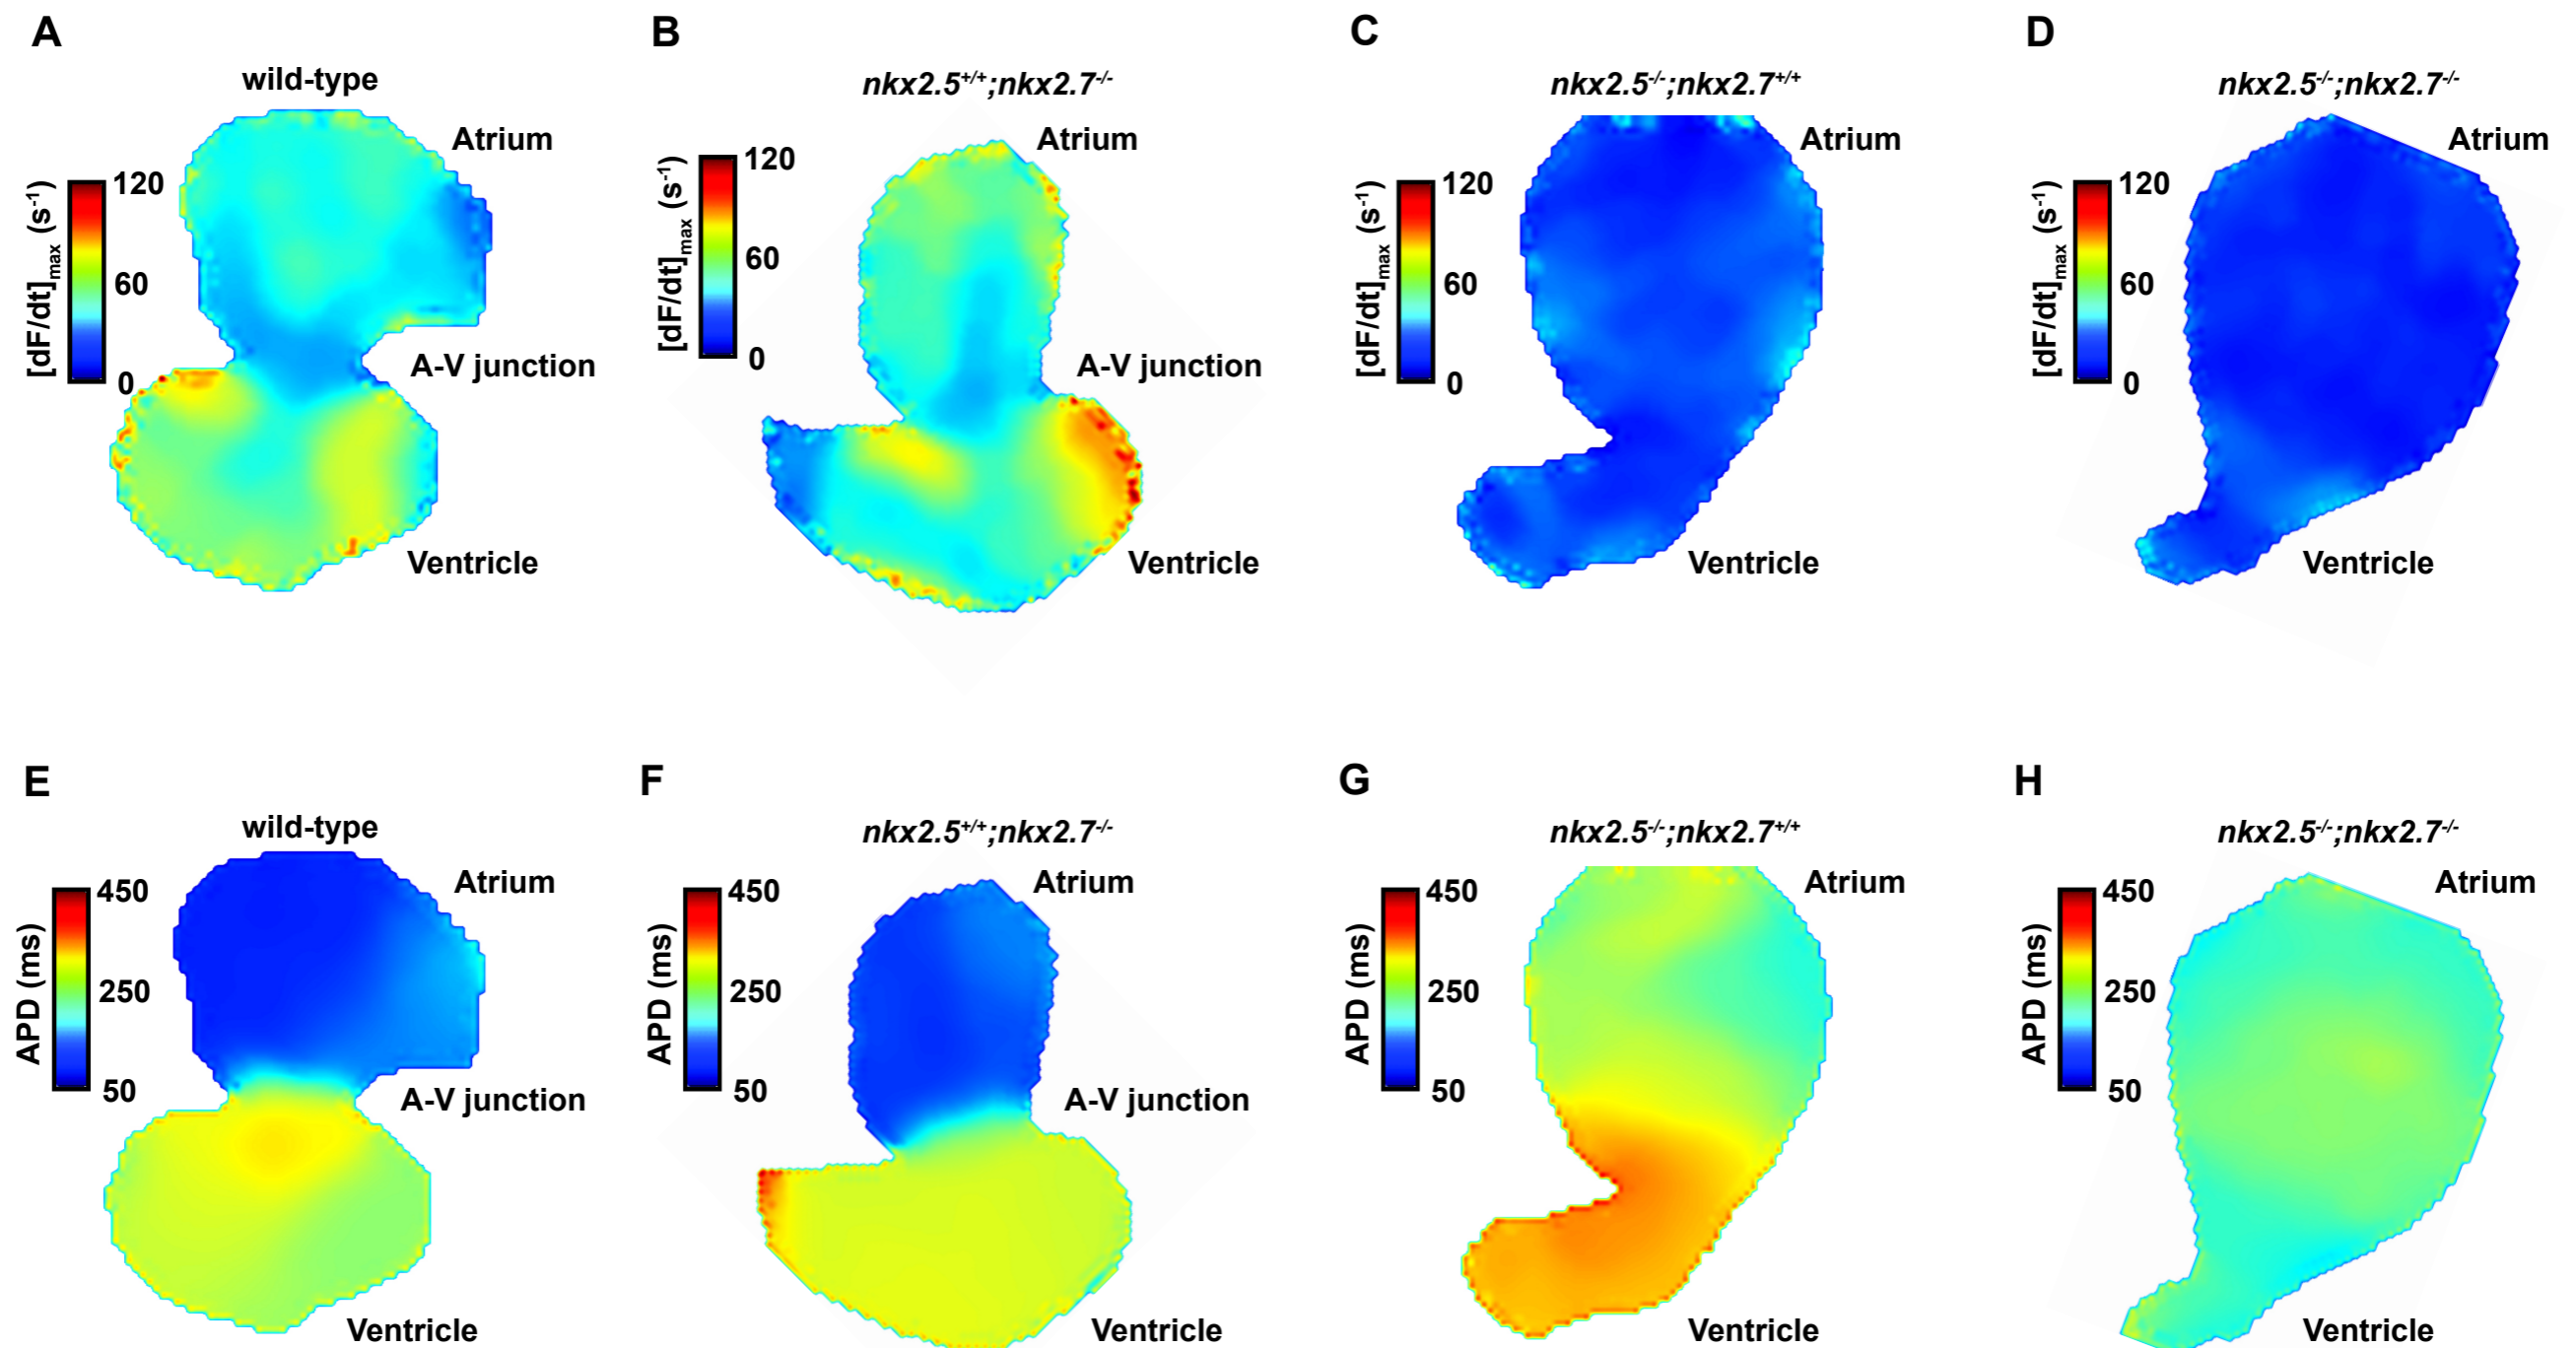 A
wild-type
Atrium
[dF/dt]max (s-1)
120
60
0
A-V junction
Ventricle
B
nkx2.5+/+;nkx2.7-/-
Atrium
[dF/dt]max (s-1)
120
60
0
A-V junction
Ventricle
C
nkx2.5-/-;nkx2.7+/+
Atrium
[dF/dt]max (s-1)
120
60
0
Ventricle
D
nkx2.5-/-;nkx2.7-/-
Atrium
[dF/dt]max (s-1)
120
60
0
Ventricle
E
wild-type
Atrium
APD (ms)
450
250
50
A-V junction
Ventricle
F
nkx2.5+/+;nkx2.7-/-
Atrium
APD (ms)
450
250
50
A-V junction
Ventricle
G
nkx2.5-/-;nkx2.7+/+
Atrium
APD (ms)
450
250
50
Ventricle
H
nkx2.5-/-;nkx2.7-/-
Atrium
APD (ms)
450
250
50
Ventricle